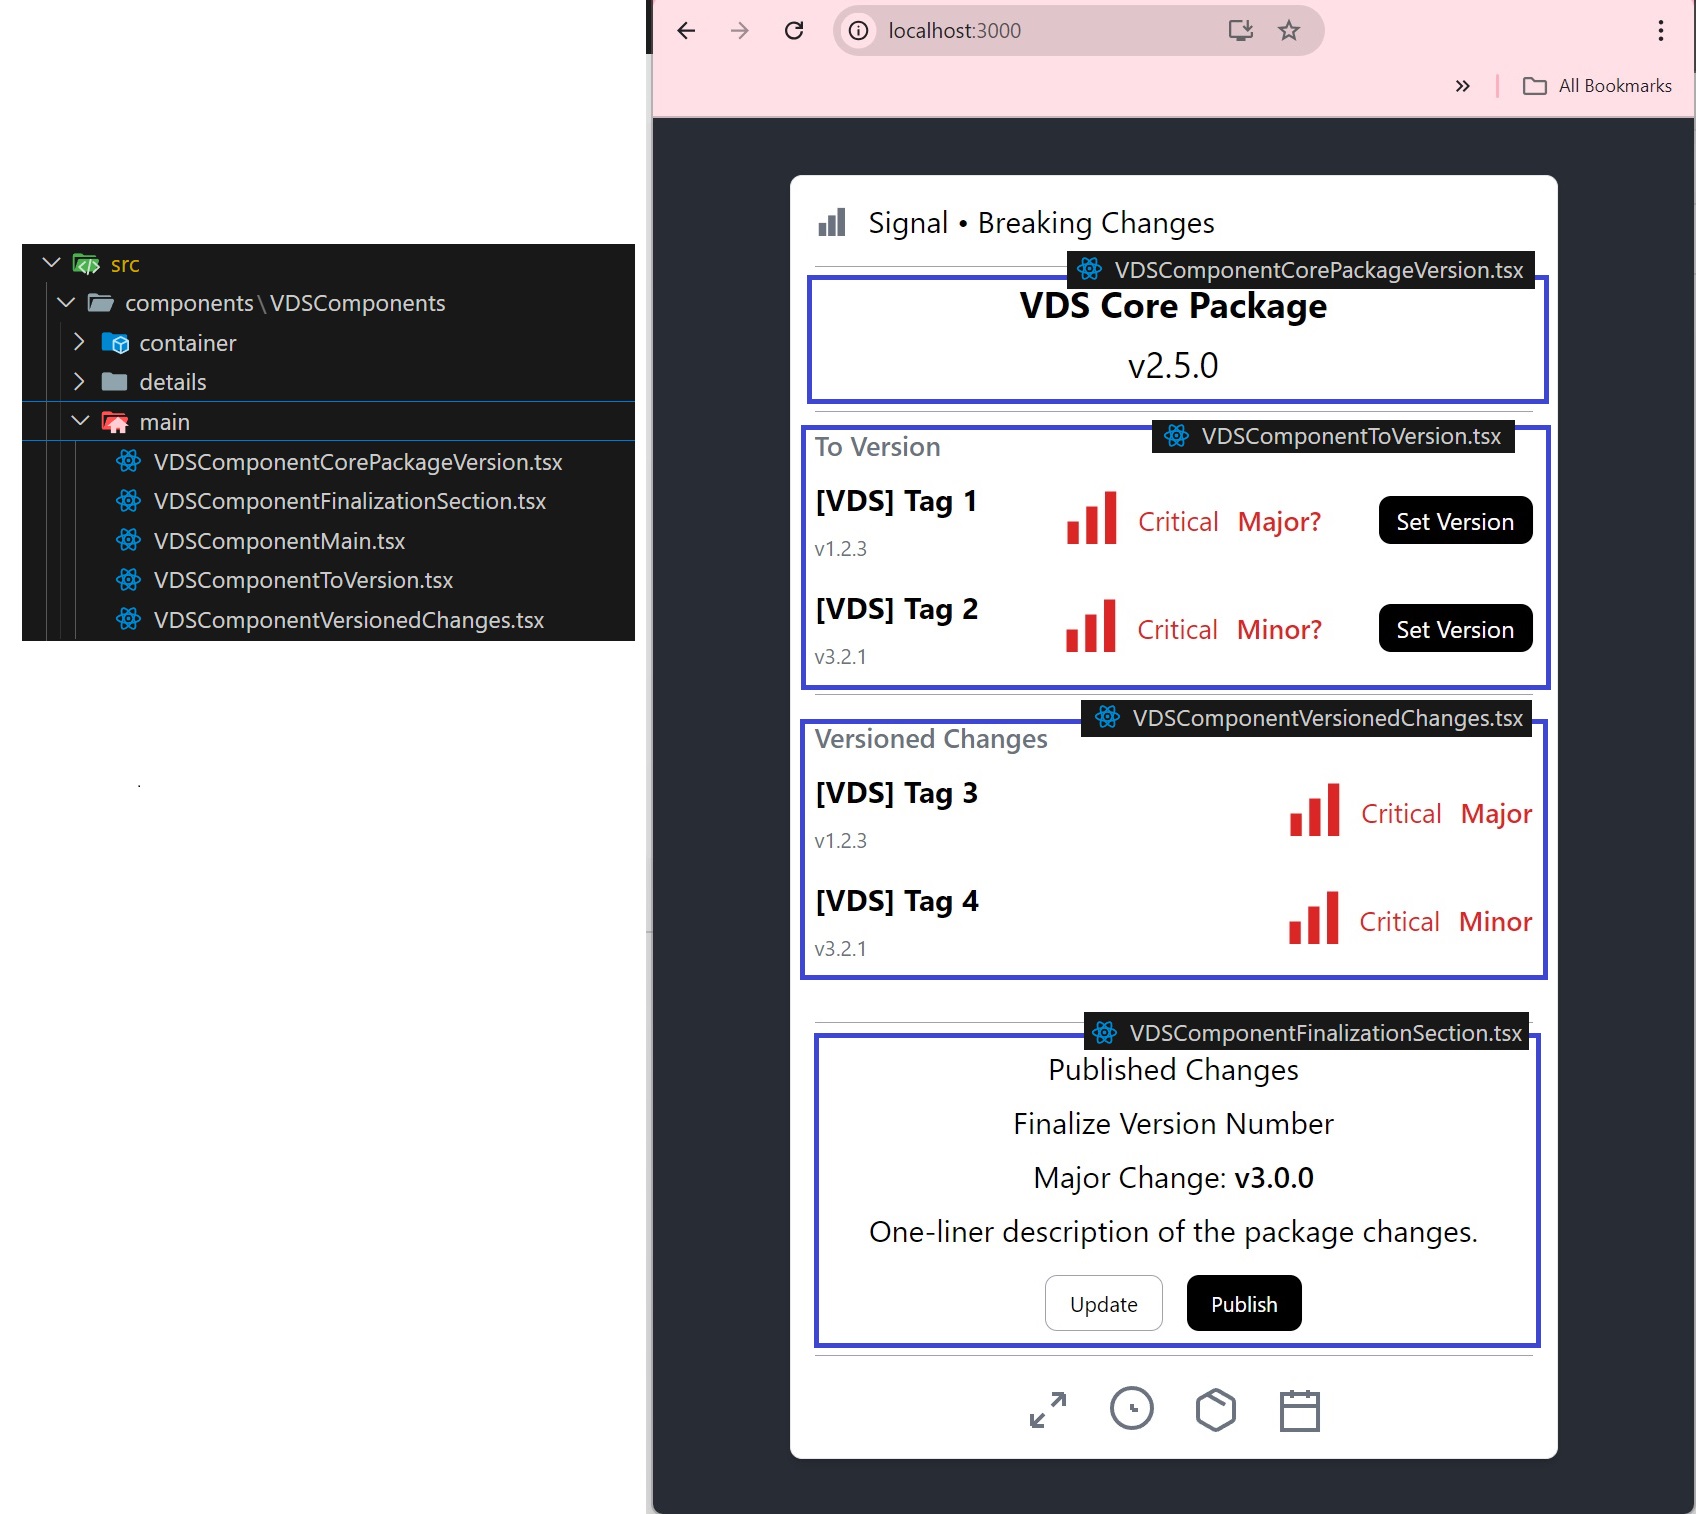 src
components\VDSComponents
container
details
main
VDSComponentCorePackageVersion.tsx
VDSComponentFinalizationSection.tsx
VDSComponentMain.tsx
VDSComponentToVersion.tsx
VDSComponentVersionedChanges.tsx
localhost:3000
» All Bookmarks
Signal • Breaking Changes
VDSComponentCorePackageVersion.tsx
VDS Core Package
v2.5.0
VDSComponentToVersion.tsx
To Version
[VDS] Tag 1
v1.2.3
Critical Major? Set Version
[VDS] Tag 2
v3.2.1
Critical Minor? Set Version
VDSComponentVersionedChanges.tsx
Versioned Changes
[VDS] Tag 3
v1.2.3
Critical Major
[VDS] Tag 4
v3.2.1
Critical Minor
VDSComponentFinalizationSection.tsx
Published Changes
Finalize Version Number
Major Change: v3.0.0
One-liner description of the package changes.
Update Publish